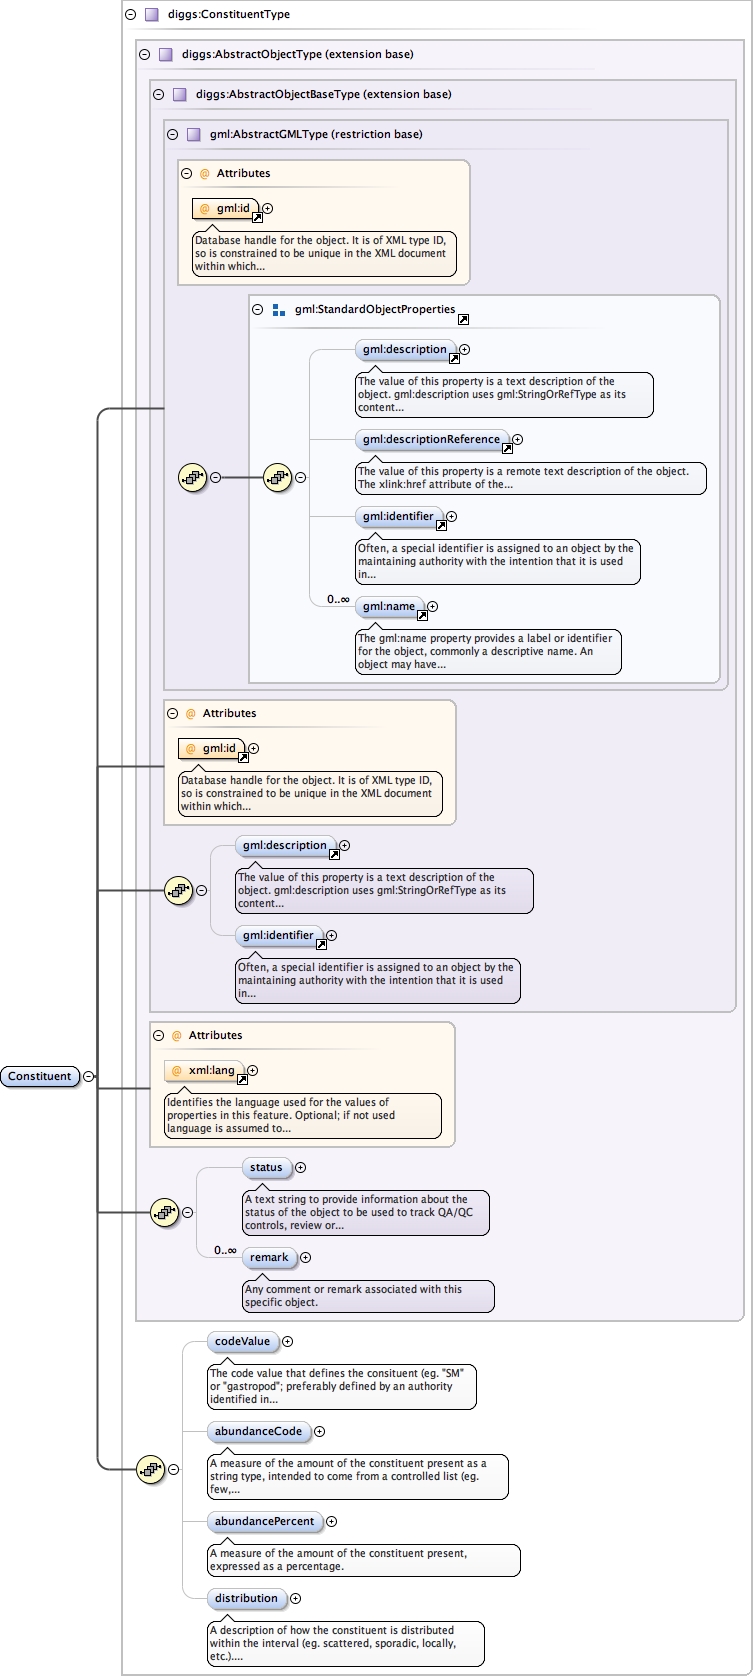 diggs:ConstituentType
diggs:AbstractObjectType (extension base)
diggs:AbstractObjectBaseType (extension base)
gml:AbstractGMLType (restriction base)
@ Attributes
@ gml:id
Database handle for the object. It is of XML type ID,
so is constrained to be unique in the XML document
within which...
gml:StandardObjectProperties
gml:description
The value of this property is a text description of the
object. gml:description uses gml:StringOrRefType as its
content...
gml:descriptionReference
The value of this property is a remote text description of the object.
The xlink:href attribute of the...
gml:identifier
Often, a special identifier is assigned to an object by the
maintaining authority with the intention that it is used
in...
0..∞
gml:name
The gml:name property provides a label or identifier
for the object, commonly a descriptive name. An
object may have...
@ Attributes
@ gml:id
Database handle for the object. It is of XML type ID,
so is constrained to be unique in the XML document
within which...
gml:description
The value of this property is a text description of the
object. gml:description uses gml:StringOrRefType as its
content...
gml:identifier
Often, a special identifier is assigned to an object by the
maintaining authority with the intention that it is used
in...
@ Attributes
Constituent
@ xml:lang
Identifies the language used for the values of
properties in this feature. Optional; if not used
language is assumed to...
status
A text string to provide information about the
status of the object to be used to track QA/QC
controls, review or...
0..∞
remark
Any comment or remark associated with this
specific object.
codeValue
The code value that defines the consituent (eg. "SM"
or "gastropod"; preferably defined by an authority
identified in...
abundanceCode
A measure of the amount of the constituent present as a
string type, intended to come from a controlled list (eg.
few,...
abundancePercent
A measure of the amount of the constituent present,
expressed as a percentage.
distribution
A description of how the constituent is distributed
within the interval (eg. scattered, sporadic, locally,
etc.)....